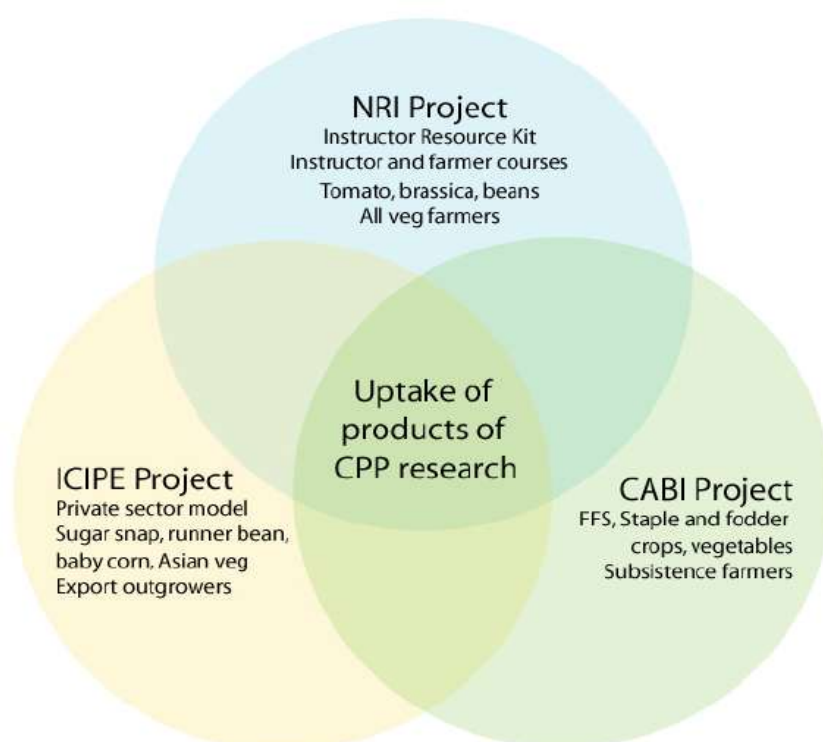 NRI Project
Instructor Resource Kit
Instructor and farmer courses
Tomato, brassica, beans
All veg farmers
Uptake of
products of
CPP research
ICIPE Project
Private sector model
Sugar snap, runner bean,
baby corn, Asian veg
Export outgrowers
CABI Project
FFS, Staple and fodder
crops, vegetables
Subsistence farmers